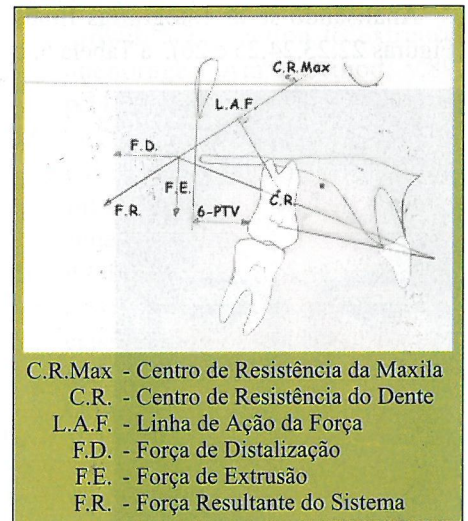 C.R.Max
L.A.F.
F.D.
F.E.
C.R.
F.R.
6-PTV
C.R.Max - Centro de Resistência da Maxila
C.R. - Centro de Resistência do Dente
L.A.F. - Linha de Ação da Força
F.D. - Força de Distalização
F.E. - Força de Extrusão
F.R. - Força Resultante do Sistema